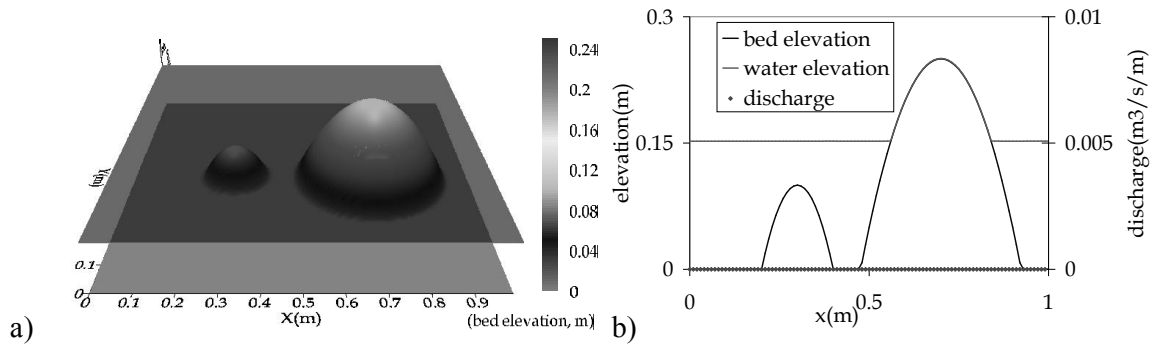 0.24
0.2
0.16
0.12
0.08
0.04
0
Y(m)
0.1
0
0 0.1 0.2 0.3 0.4 0.5 0.6 0.7 0.8 0.9
X(m)
(bed elevation, m)
a)
0.3
0.15
0
elevation(m)
bed elevation
water elevation
discharge
0.01
0.005
0
discharge(m3/s/m)
0 0.5 1
x(m)
b)